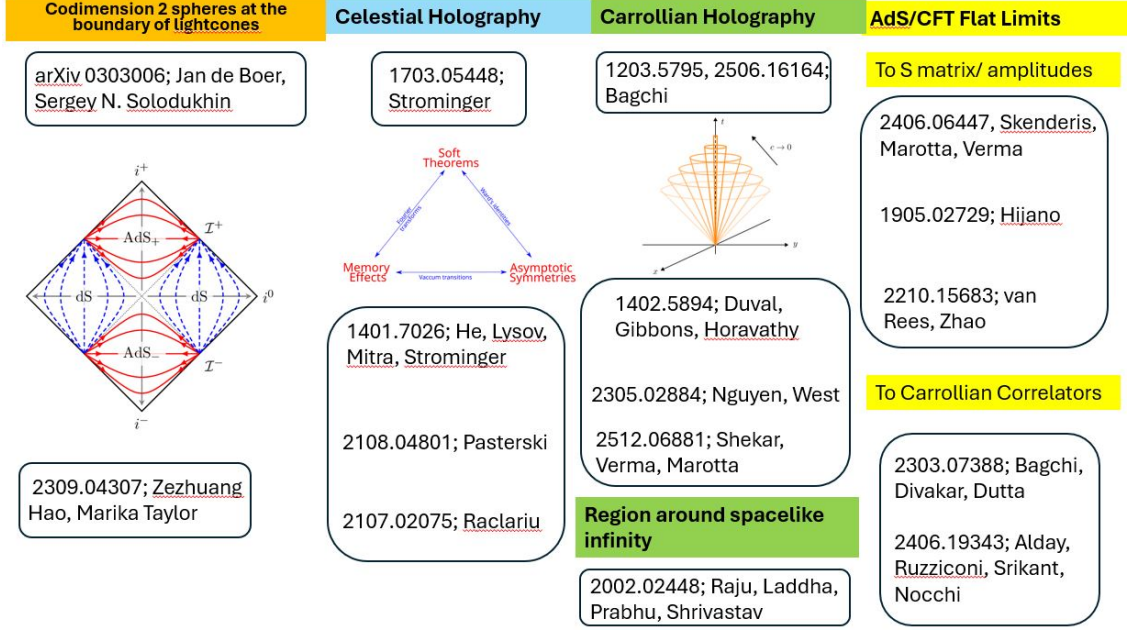 Codimension 2 spheres at the
boundary of lightcones
arXiv 0303006; Jan de Boer,
Sergey N. Solodukhin
i⁺
AdS₊
𝓘⁺
dS
dS
i⁰
AdS₋
𝓘⁻
i⁻
2309.04307; Zezhuang
Hao, Marika Taylor
Celestial Holography
1703.05448;
Strominger
Soft
Theorems
Fourier
transforms
Ward's identities
Memory
Effects
Vaccum transitions
Asymptotic
Symmetries
1401.7026; He, Lysov,
Mitra, Strominger
2108.04801; Pasterski
2107.02075; Raclariu
Carrollian Holography
1203.5795, 2506.16164;
Bagchi
t
c → 0
y
x
1402.5894; Duval,
Gibbons, Horavathy
2305.02884; Nguyen, West
2512.06881; Shekar,
Verma, Marotta
Region around spacelike
infinity
2002.02448; Raju, Laddha,
Prabhu, Shrivastav
AdS/CFT Flat Limits
To S matrix/ amplitudes
2406.06447, Skenderis,
Marotta, Verma
1905.02729; Hijano
2210.15683; van
Rees, Zhao
To Carrollian Correlators
2303.07388; Bagchi,
Divakar, Dutta
2406.19343; Alday,
Ruzziconi, Srikant,
Nocchi